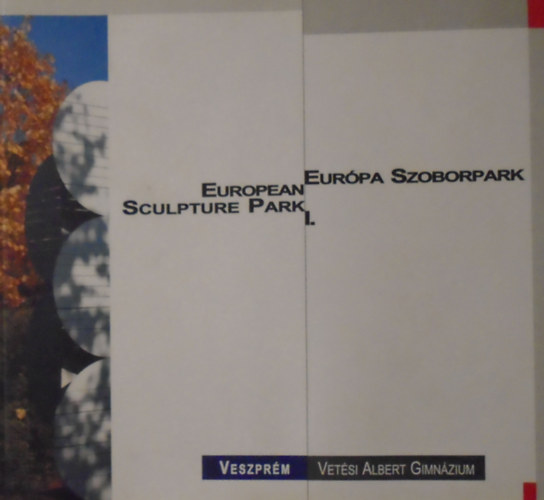 EUROPEAN
SCULPTURE PARK
EURÓPA SZOBORPARK
I.
VESZPRÉM VETÉSI ALBERT GIMNÁZIUM